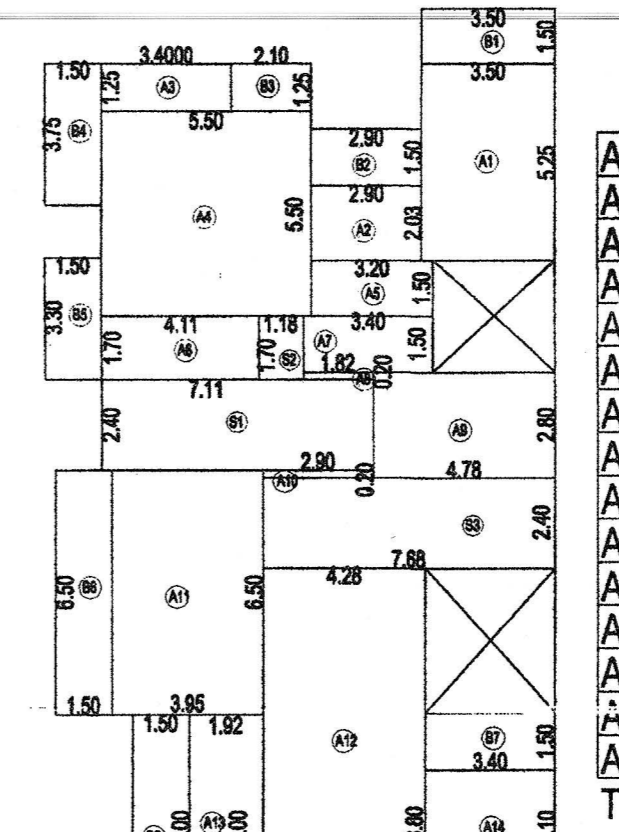 3.50
B1 1.50
3.4000 2.10
1.50 3.50
1.25 A3 B3 1.25
5.50
3.75 B4 2.90
B2 1.50 A1 5.25
A
2.90 A
A4 5.50 A2 2.03 A
1.50 3.20 A
A5 1.50
3.30 B5 4.11 1.18 3.40 A
A7
1.70 A6 1.70 S2 1.82 1.50 A
7.11 A8 0.20
2.40 S1 A9 2.80 A
2.90 4.78 A
A10 0.20 A
S3 2.40
7.68 A
4.28
6.50 B6 A11 6.50 A
A
1.50 3.95 A
1.50 1.92 A
A12 B7 1.50
3.40 A
T
A13 A14